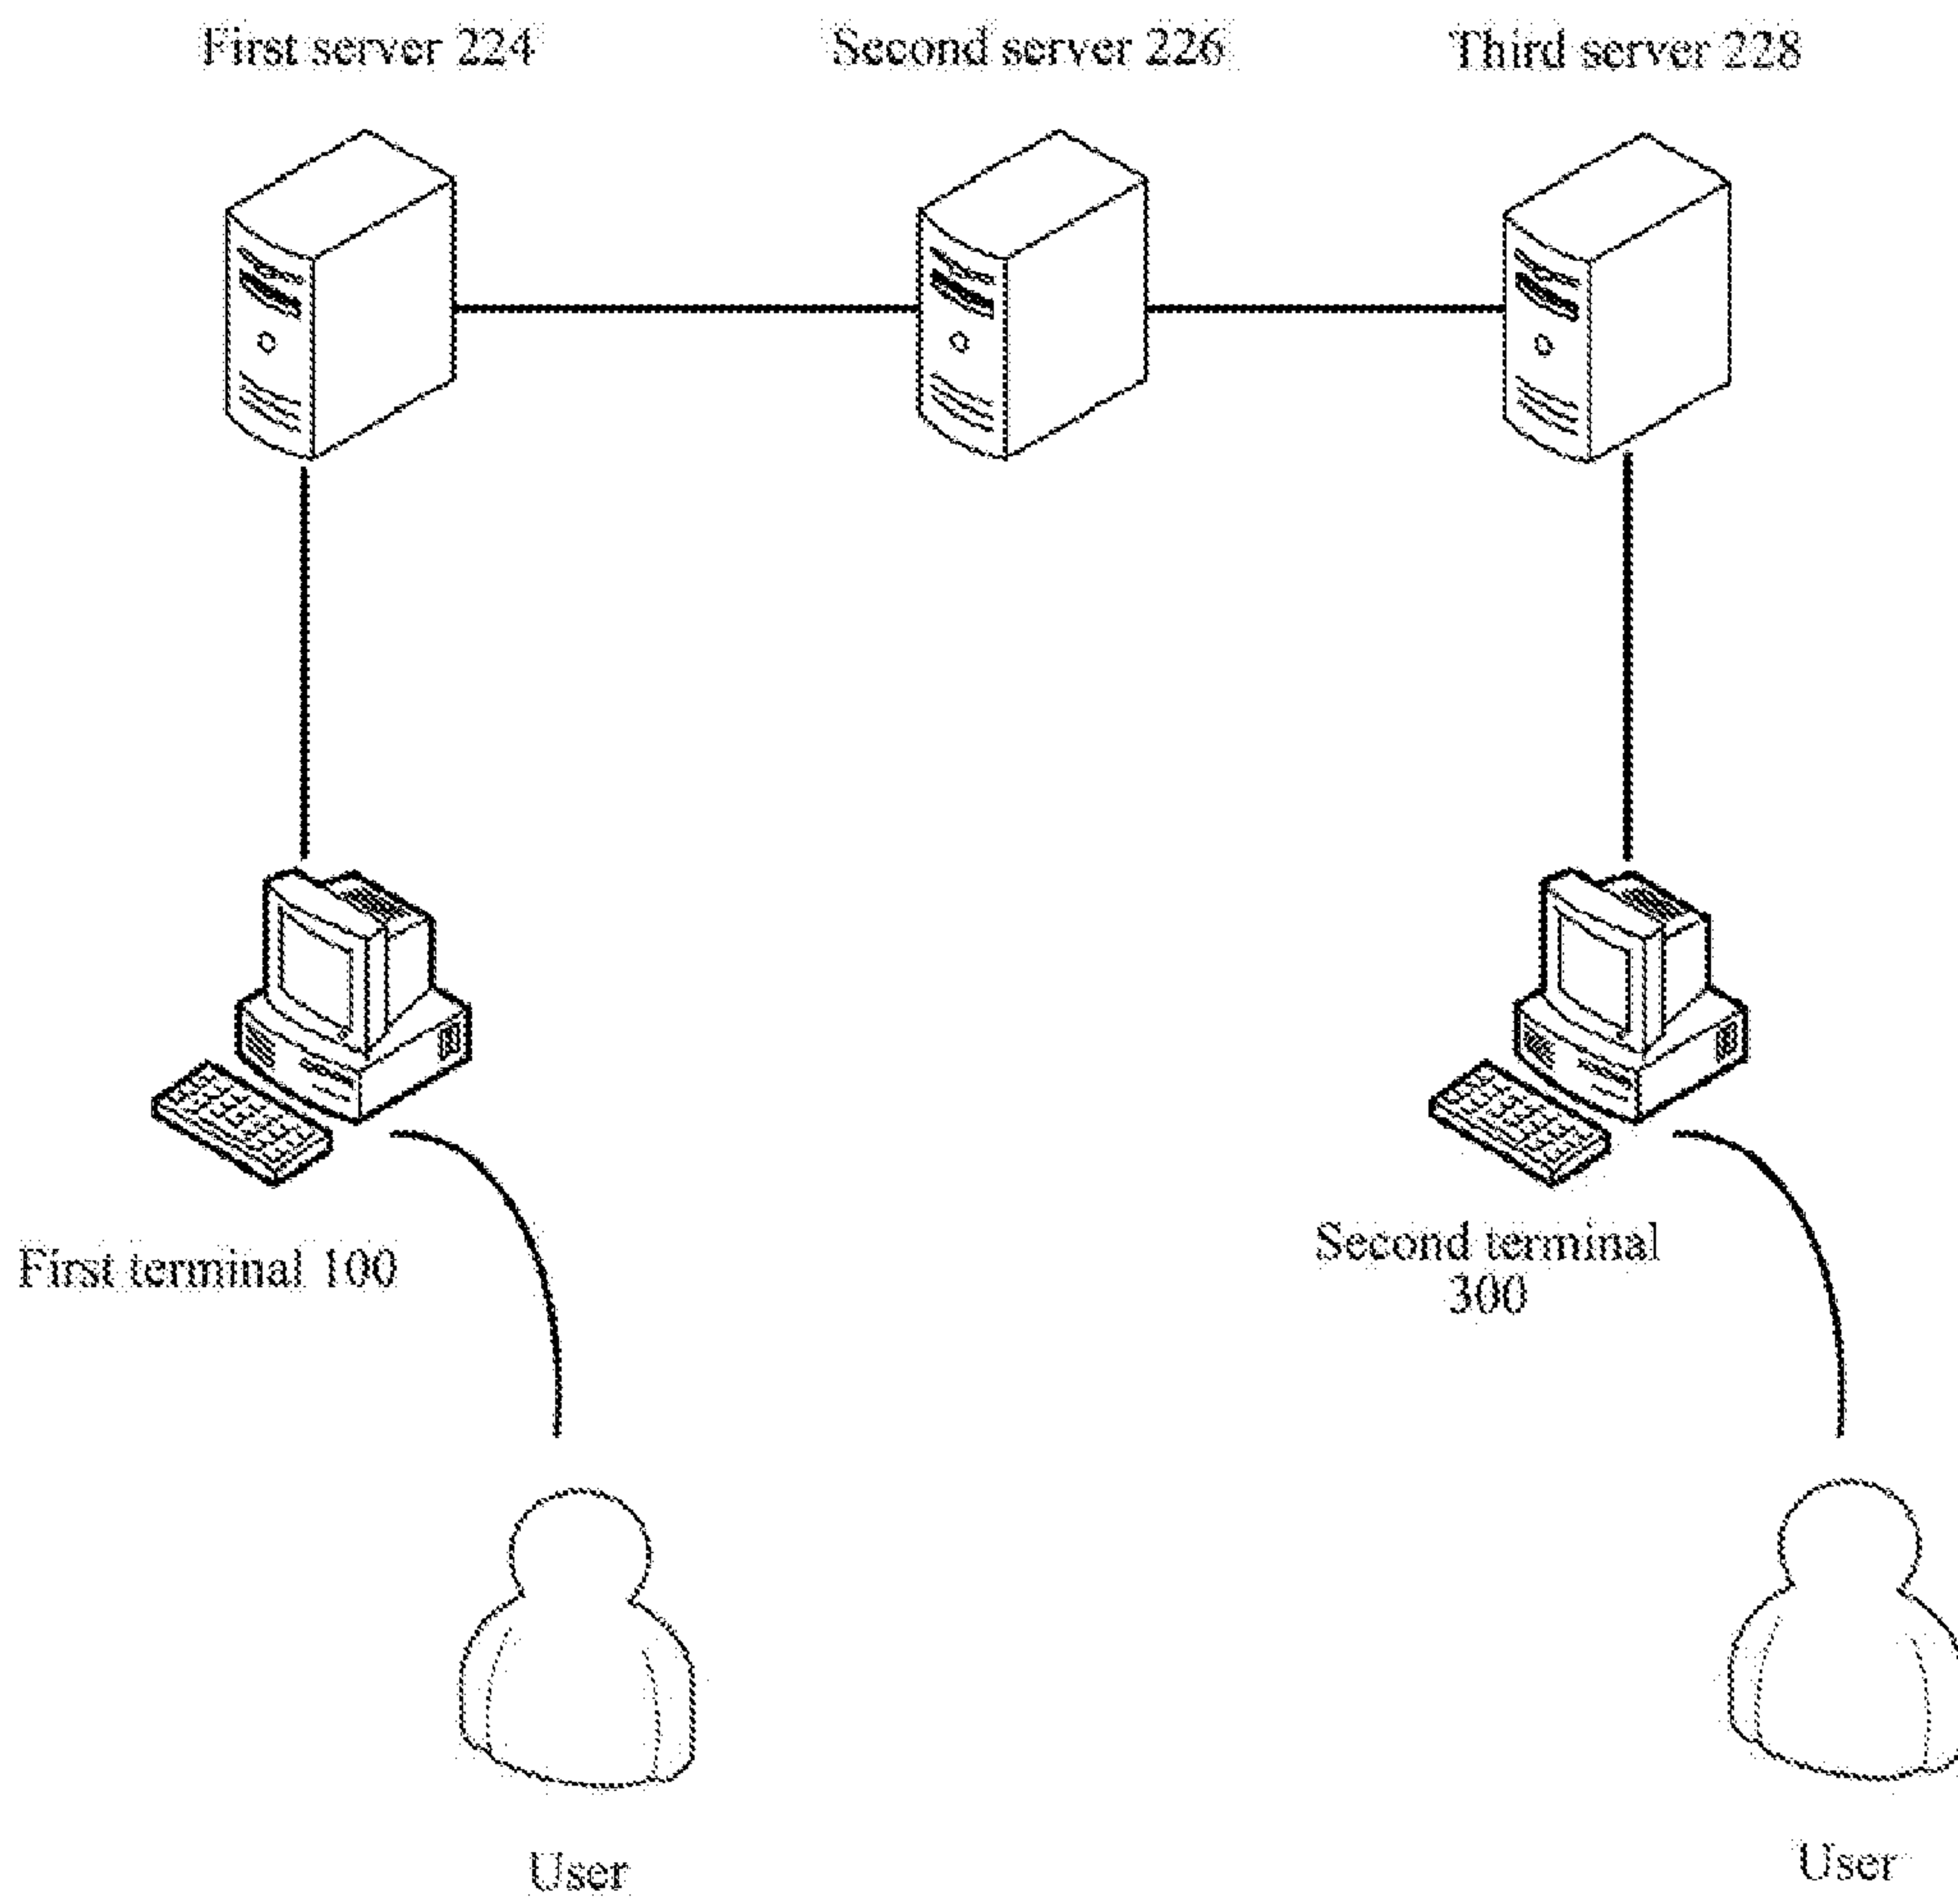 First server 224
Second server 226
Third server 228
First terminal 100
Second terminal
300
User
User